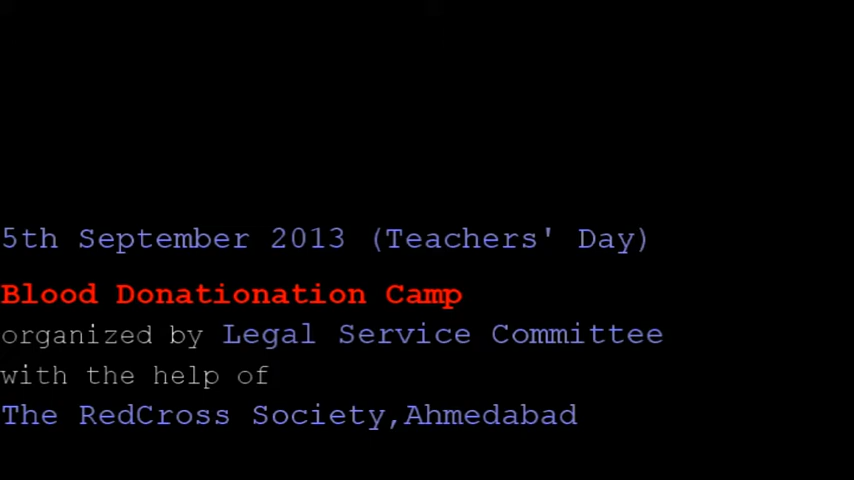 5th September 2013 (Teachers' Day)
Blood Donationation Camp
organized by Legal Service Committee
with the help of
The RedCross Society,Ahmedabad